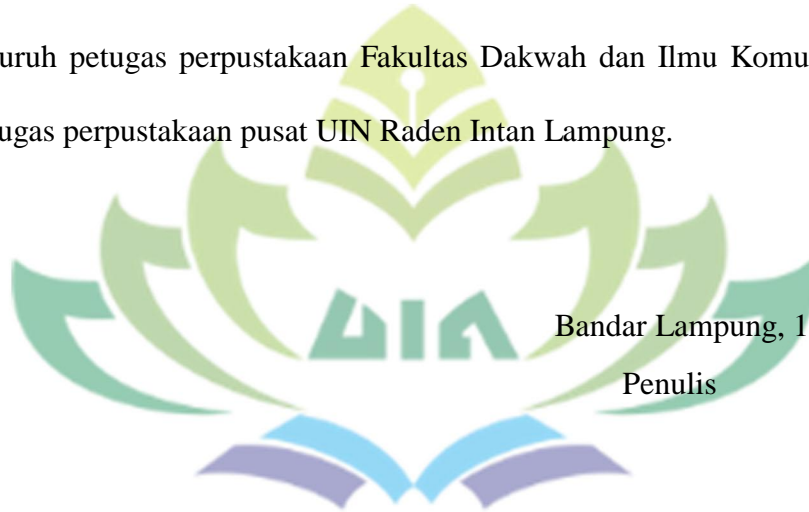 uruh petugas perpustakaan Fakultas Dakwah dan Ilmu Komu
ugas perpustakaan pusat UIN Raden Intan Lampung.
UIN
Bandar Lampung, 1
Penulis